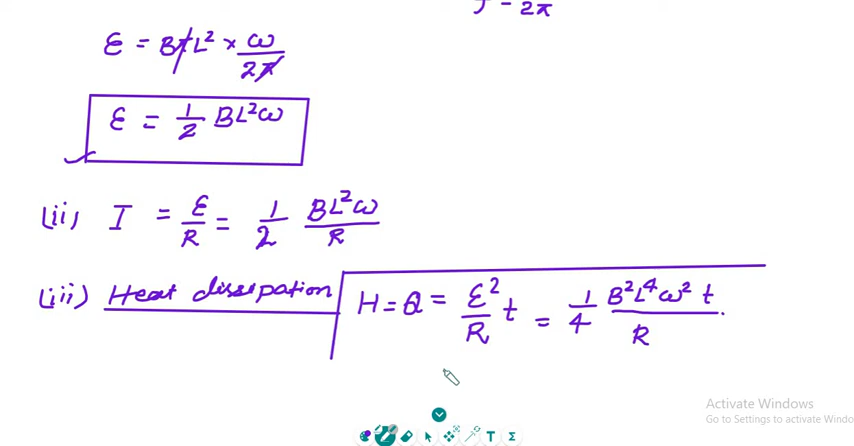 f = ω/2π
ε = BπL² × ω/2π
ε = 1/2 BL²ω
(ii) I = ε/R = 1/2 BL²ω/R
(iii) Heat dissipation H = Q = ε²/R t = 1/4 B²L⁴ω² t/R.
Activate Windows
Go to Settings to activate Windo
T Σ